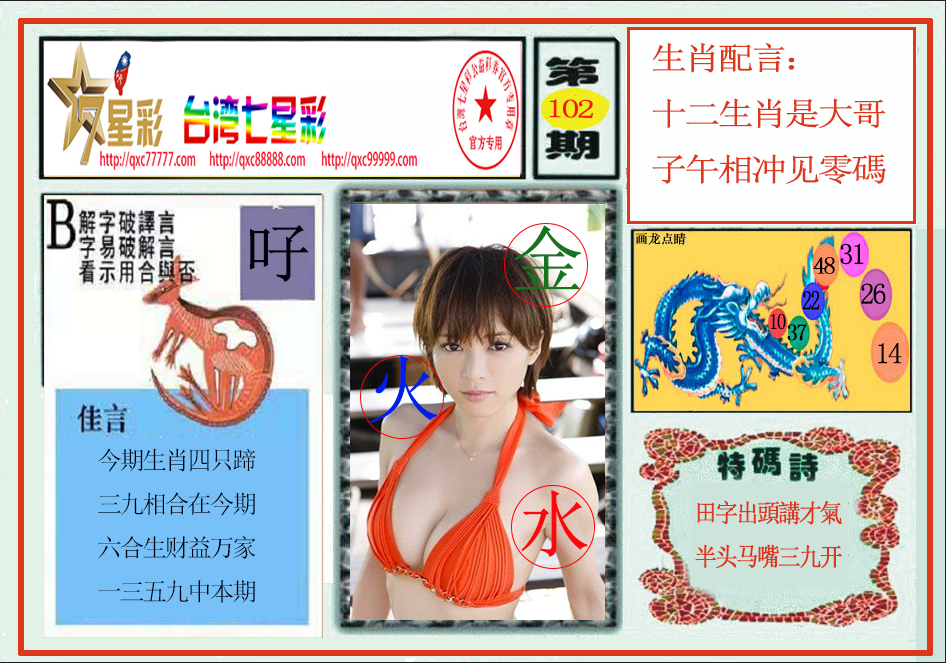 七星彩
台湾七星彩
http://qxc77777.com http://qxc88888.com http://qxc99999.com
官方专用
第
102
期
生肖配言：
十二生肖是大哥
子午相冲见零碼
B
解字破譯言
字易破解言
看示用合與否
吇
佳言
今期生肖四只蹄
三九相合在今期
六合生财益万家
一三五九中本期
金
火
水
画龙点睛
31
48
26
22
10
37
14
特碼詩
田字出頭講才氣
半头马嘴三九开